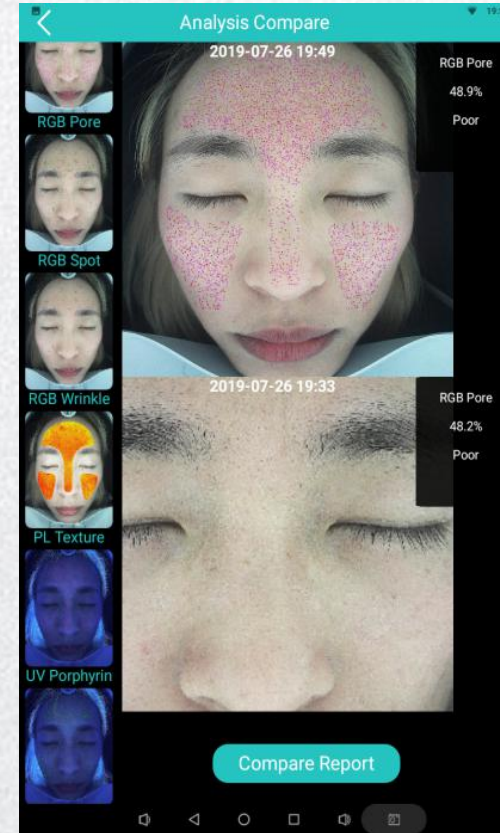 Analysis Compare
RGB Pore
RGB Spot
RGB Wrinkle
PL Texture
UV Porphyrin
2019-07-26 19:49
RGB Pore
48.9%
Poor
2019-07-26 19:33
RGB Pore
48.2%
Poor
Compare Report